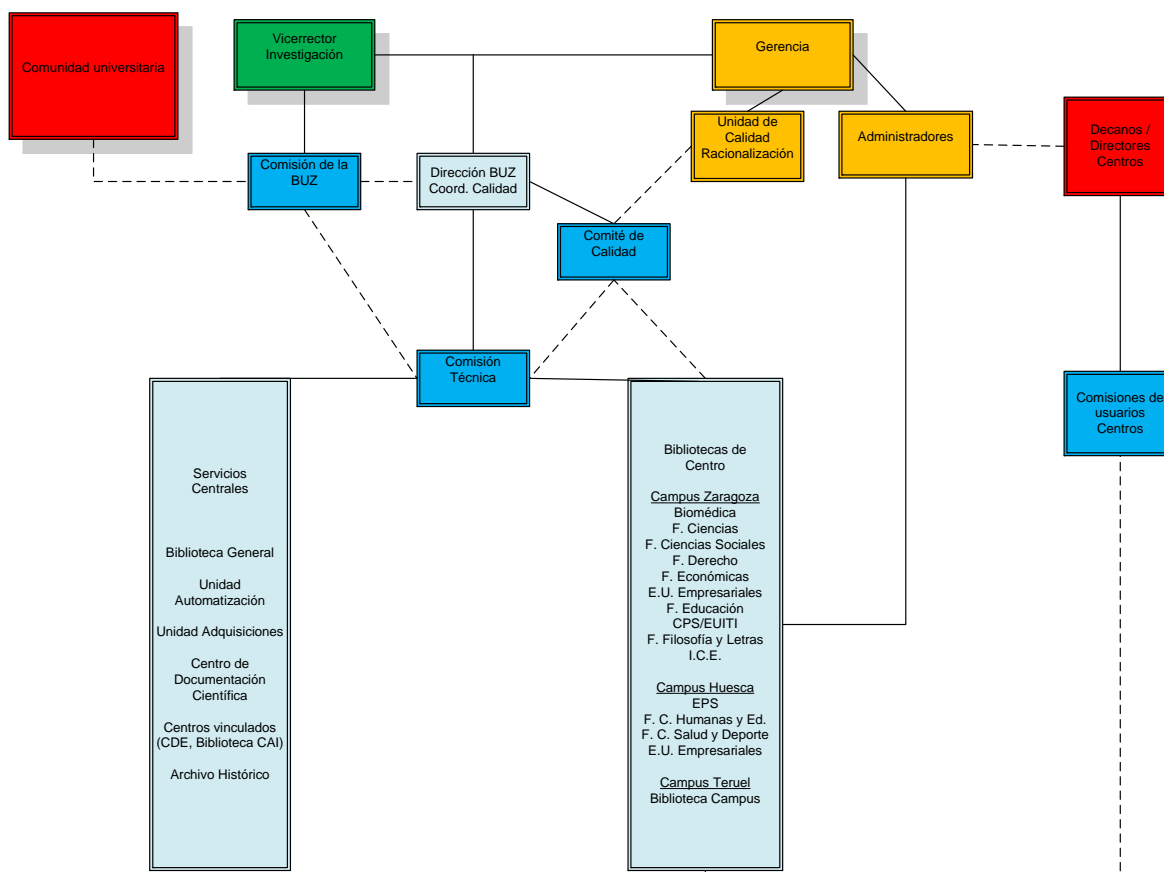 Comunidad universitaria
Vicerrector
Investigación
Gerencia
Unidad de
Calidad
Racionalización
Administradores
Decanos /
Directores
Centros
Comisión de la
BUZ
Dirección BUZ
Coord. Calidad
Comité de
Calidad
Comisión
Técnica
Comisiones de
usuarios
Centros
Servicios
Centrales
Biblioteca General
Unidad
Automatización
Unidad Adquisiciones
Centro de
Documentación
Científica
Centros vinculados
(CDE, Biblioteca CAI)
Archivo Histórico
Bibliotecas de
Centro
Campus Zaragoza
Biomédica
F. Ciencias
F. Ciencias Sociales
F. Derecho
F. Económicas
E.U. Empresariales
F. Educación
CPS/EUITI
F. Filosofía y Letras
I.C.E.
Campus Huesca
EPS
F. C. Humanas y Ed.
F. C. Salud y Deporte
E.U. Empresariales
Campus Teruel
Biblioteca Campus